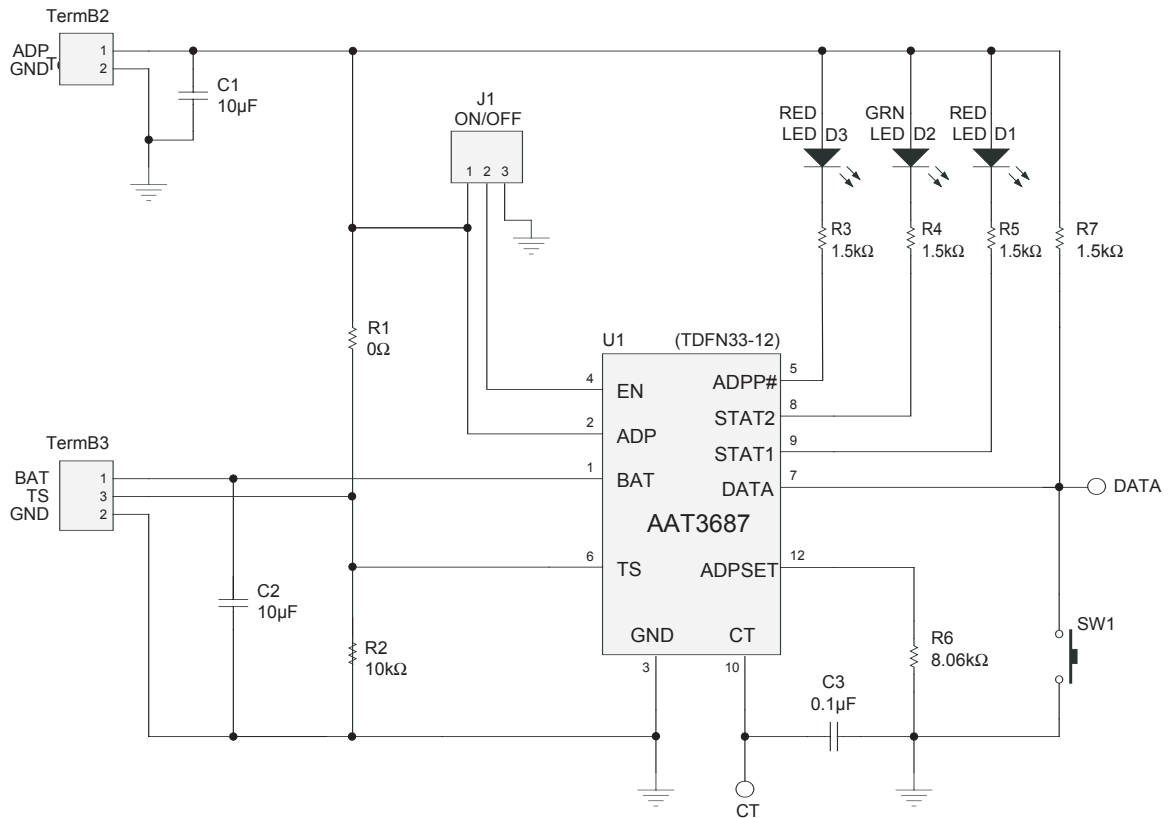 TermB2
ADP
GND
1
2
C1
10µF
J1
ON/OFF
1 2 3
RED
LED D3
GRN
LED D2
RED
LED D1
R3
1.5kΩ
R4
1.5kΩ
R5
1.5kΩ
R7
1.5kΩ
R1
0Ω
U1
(TDFN33-12)
4
EN
2
ADP
1
BAT
6
TS
ADPP#
5
STAT2
8
STAT1
9
DATA
7
DATA
AAT3687
ADPSET
12
GND
3
CT
10
TermB3
BAT
TS
GND
1
3
2
C2
10µF
R2
10kΩ
R6
8.06kΩ
SW1
C3
0.1µF
CT